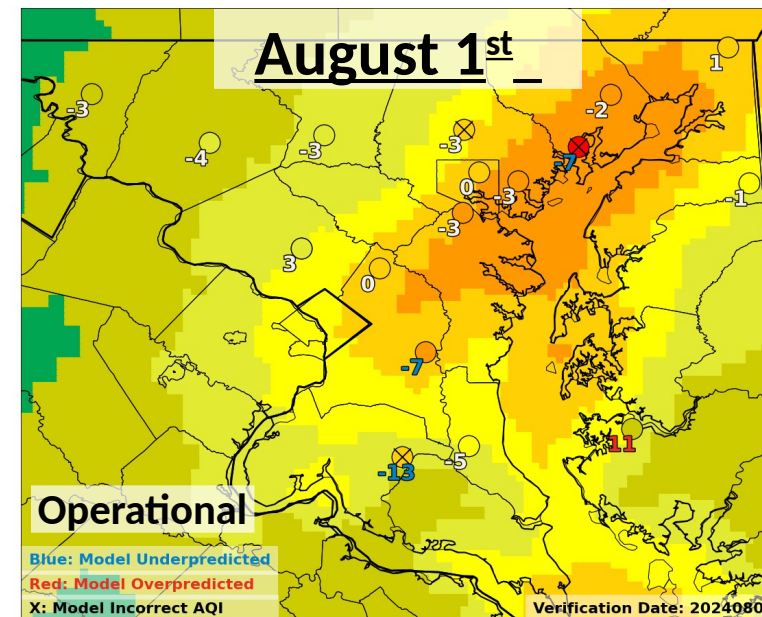 August 1st
1
-3
-2
-3
-4
-3
-7
0
-3
-1
-3
3
0
-7
11
-5
-13
Operational
Blue: Model Underpredicted
Red: Model Overpredicted
X: Model Incorrect AQI
Verification Date: 2024080